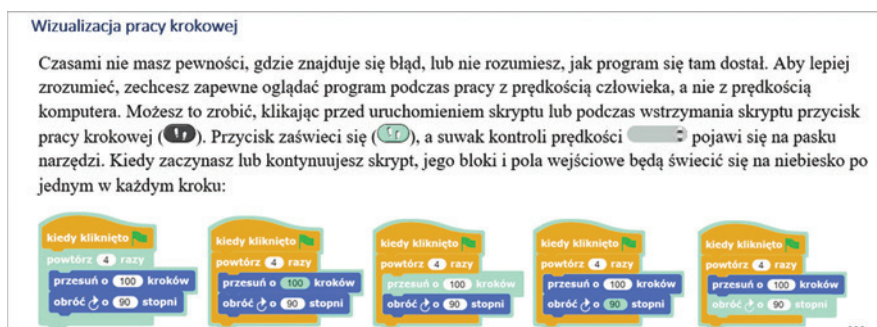 Wizualizacja pracy krokowej
Czasami nie masz pewności, gdzie znajduje się błąd, lub nie rozumiesz, jak program się tam dostał. Aby lepiej
zrozumieć, zechcesz zapewne oglądać program podczas pracy z prędkością człowieka, a nie z prędkością
komputera. Możesz to zrobić, klikając przed uruchomieniem skryptu lub podczas wstrzymania skryptu przycisk
pracy krokowej ( ). Przycisk zaświeci się ( ), a suwak kontroli prędkości pojawi się na pasku
narzędzi. Kiedy zaczynasz lub kontynuujesz skrypt, jego bloki i pola wejściowe będą świecić się na niebiesko po
jednym w każdym kroku:
kiedy kliknięto
powtórz 4 razy
przesuń o 100 kroków
obróć o 90 stopni
kiedy kliknięto
powtórz 4 razy
przesuń o 100 kroków
obróć o 90 stopni
kiedy kliknięto
powtórz 4 razy
przesuń o 100 kroków
obróć o 90 stopni
kiedy kliknięto
powtórz 4 razy
przesuń o 100 kroków
obróć o 90 stopni
kiedy kliknięto
powtórz 4 razy
przesuń o 100 kroków
obróć o 90 stopni